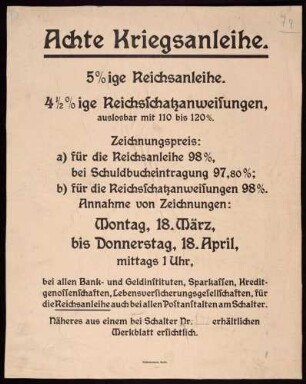 Achte Kriegsanleihe.
5%ige Reichsanleihe.
4½%ige Reichsschatzanweisungen,
auslosbar mit 110 bis 120%.
Zeichnungspreis:
a) für die Reichsanleihe 98%,
bei Schuldbucheintragung 97,80%;
b) für die Reichsschatzanweisungen 98%.
Annahme von Zeichnungen:
Montag, 18. März,
bis Donnerstag, 18. April,
mittags 1 Uhr,
bei allen Bank- und Geldinstituten, Sparkassen, Kredit-
genossenschaften, Lebensversicherungsgesellschaften, für
die Reichsanleihe auch bei allen Postanstalten am Schalter.
Näheres aus einem bei Schalter Nr. erhältlichen
Merkblatt ersichtlich.